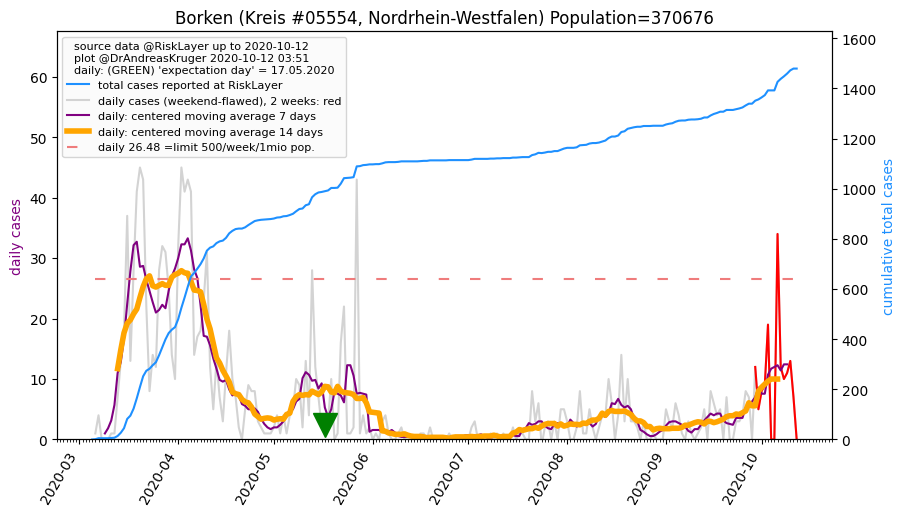 Borken (Kreis #05554, Nordrhein-Westfalen) Population=370676
source data @RiskLayer up to 2020-10-12
plot @DrAndreasKruger 2020-10-12 03:51
daily: (GREEN) 'expectation day' = 17.05.2020
total cases reported at RiskLayer
daily cases (weekend-flawed), 2 weeks: red
daily: centered moving average 7 days
daily: centered moving average 14 days
daily 26.48 =limit 500/week/1mio pop.
daily cases
60
50
40
30
20
10
0
cumulative total cases
1600
1400
1200
1000
800
600
400
200
0
2020-03
2020-04
2020-05
2020-06
2020-07
2020-08
2020-09
2020-10